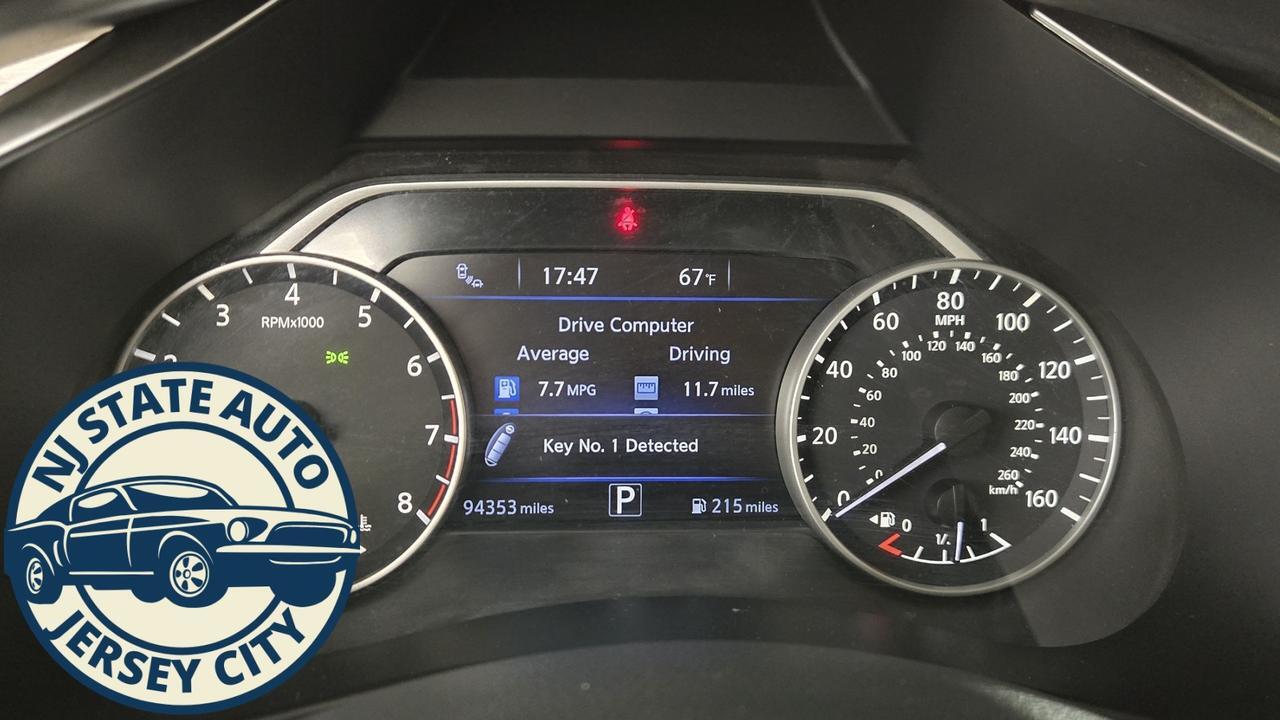 17:47 67°F
Drive Computer
Average Driving
7.7 MPG 11.7 miles
Key No. 1 Detected
94353 miles P 215 miles
3 4 5 6 7 8
RPMx1000
0 20 40 60 80 100 120 140 160
MPH
0 20 40 60 80 100 120 140 160 180 200 220 240 260
km/h
0 1
NJ STATE AUTO
JERSEY CITY